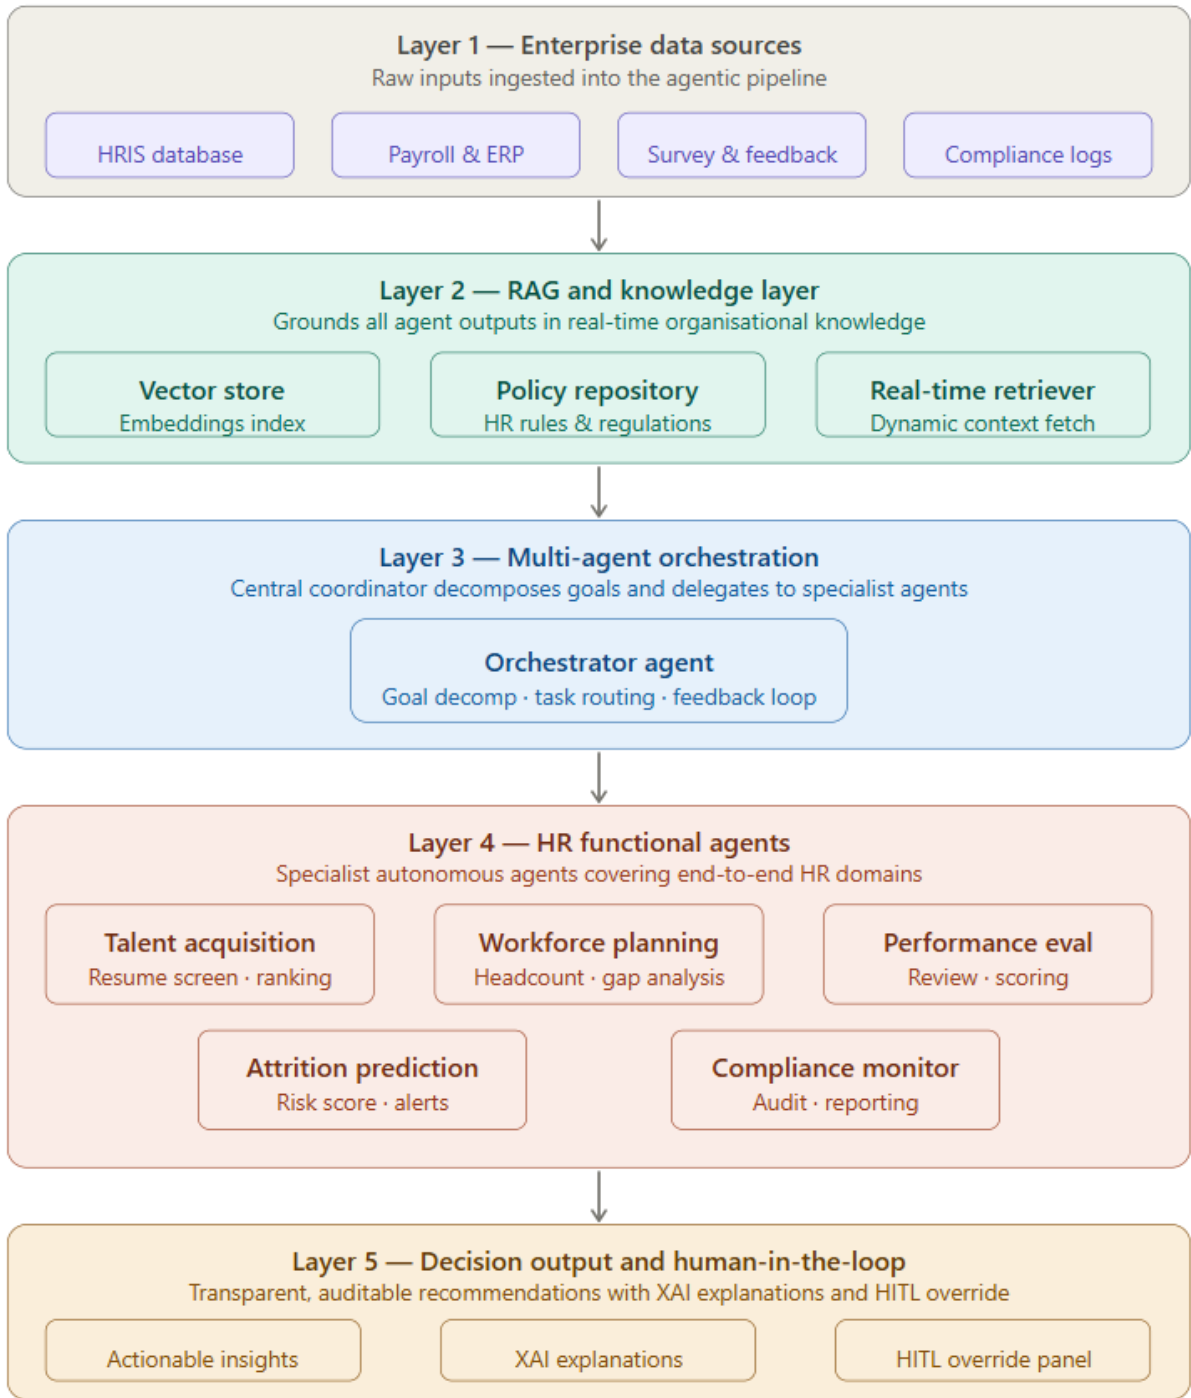 Layer 1 — Enterprise data sources
Raw inputs ingested into the agentic pipeline
HRIS database
Payroll & ERP
Survey & feedback
Compliance logs
Layer 2 — RAG and knowledge layer
Grounds all agent outputs in real-time organisational knowledge
Vector store
Embeddings index
Policy repository
HR rules & regulations
Real-time retriever
Dynamic context fetch
Layer 3 — Multi-agent orchestration
Central coordinator decomposes goals and delegates to specialist agents
Orchestrator agent
Goal decomp · task routing · feedback loop
Layer 4 — HR functional agents
Specialist autonomous agents covering end-to-end HR domains
Talent acquisition
Resume screen · ranking
Workforce planning
Headcount · gap analysis
Performance eval
Review · scoring
Attrition prediction
Risk score · alerts
Compliance monitor
Audit · reporting
Layer 5 — Decision output and human-in-the-loop
Transparent, auditable recommendations with XAI explanations and HITL override
Actionable insights
XAI explanations
HITL override panel